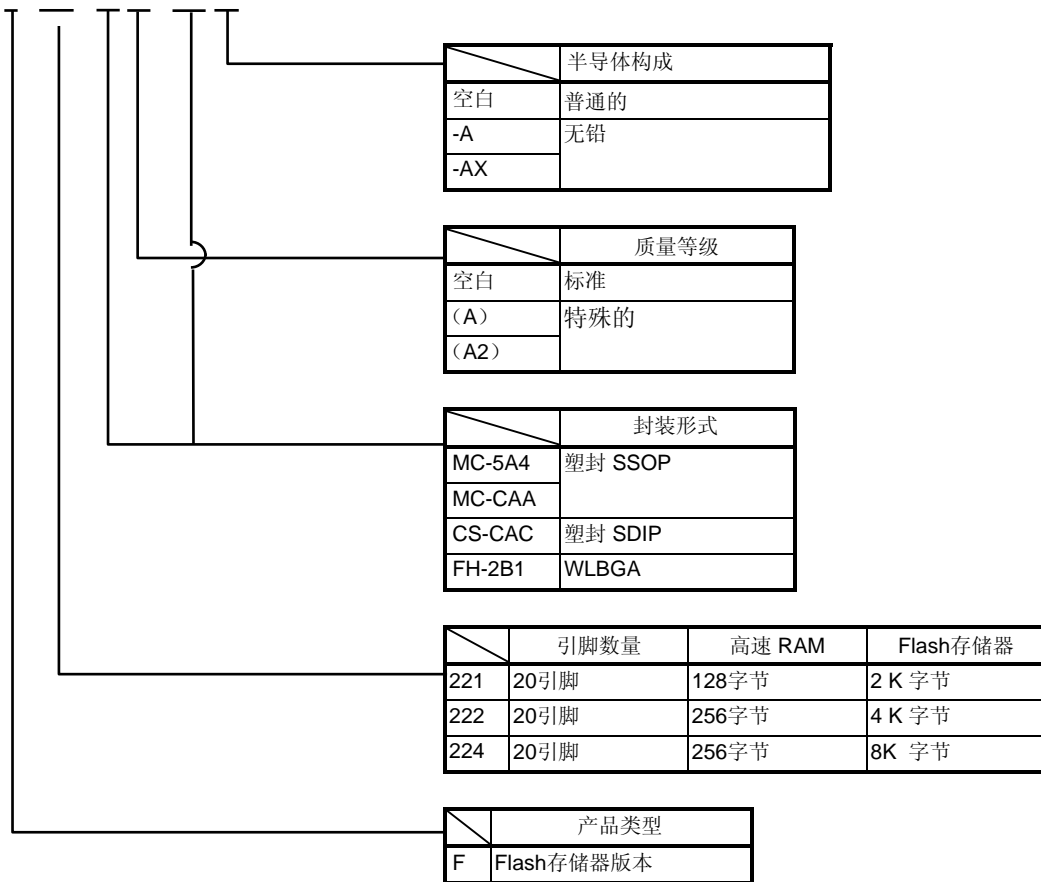 半导体构成
空白 普通的
-A 无铅
-AX
质量等级
空白 标准
（A） 特殊的
（A2）
封装形式
MC-5A4 塑封 SSOP
MC-CAA
CS-CAC 塑封 SDIP
FH-2B1 WLBGA
引脚数量 高速 RAM Flash存储器
221 20引脚 128字节 2 K 字节
222 20引脚 256字节 4 K 字节
224 20引脚 256字节 8K 字节
产品类型
F Flash存储器版本